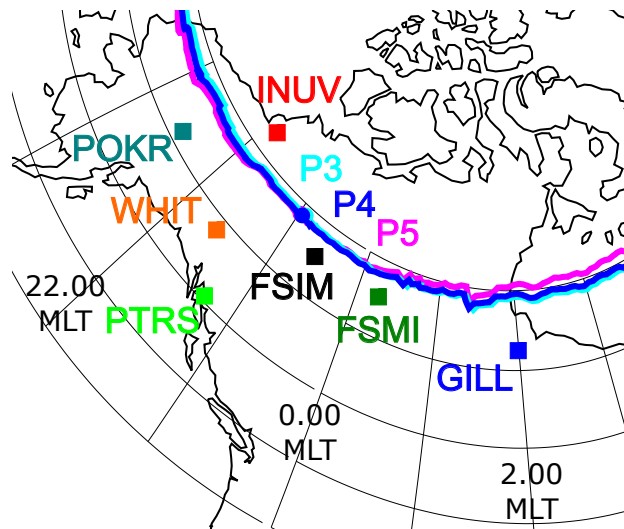 INUV
POKR
P3
P4
WHIT
P5
FSIM
22.00
MLT
PTRS
FSMI
GILL
0.00
MLT
2.00
MLT